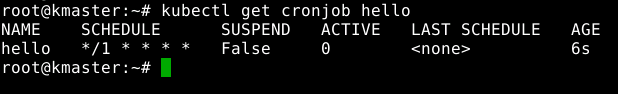 root@kmaster:~# kubectl get cronjob hello
NAME    SCHEDULE      SUSPEND   ACTIVE   LAST SCHEDULE   AGE
hello   */1 * * * *   False     0        <none>          6s
root@kmaster:~#